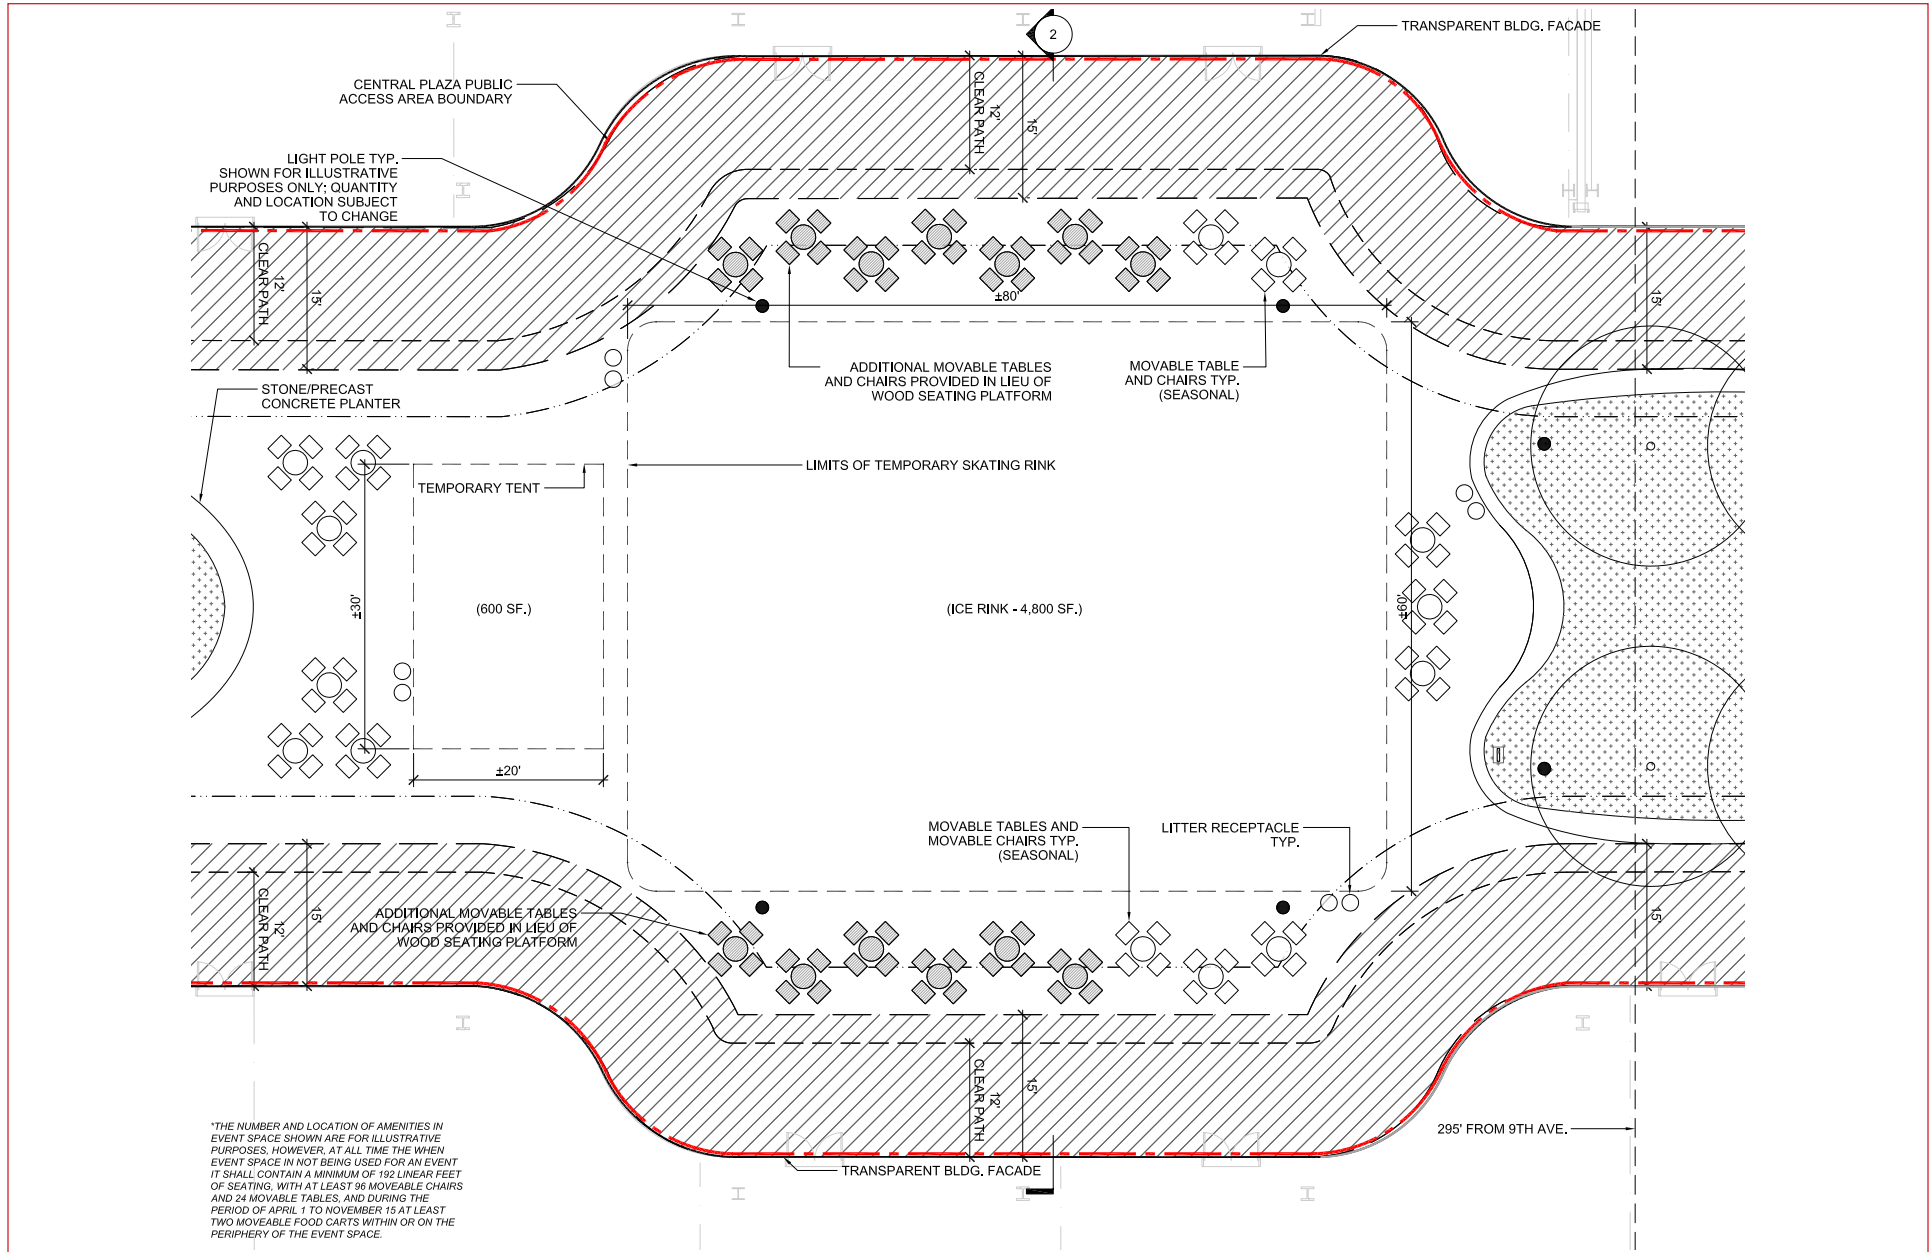 2
TRANSPARENT BLDG. FACADE
CENTRAL PLAZA PUBLIC
ACCESS AREA BOUNDARY
12'
CLEAR PATH
15'
LIGHT POLE TYP.
SHOWN FOR ILLUSTRATIVE
PURPOSES ONLY; QUANTITY
AND LOCATION SUBJECT
TO CHANGE
12'
CLEAR PATH
15'
15'
±80'
ADDITIONAL MOVABLE TABLES
AND CHAIRS PROVIDED IN LIEU OF
WOOD SEATING PLATFORM
MOVABLE TABLE
AND CHAIRS TYP.
(SEASONAL)
STONE/PRECAST
CONCRETE PLANTER
LIMITS OF TEMPORARY SKATING RINK
TEMPORARY TENT
±30'
(600 SF.)
(ICE RINK - 4,800 SF.)
±60'
±20'
MOVABLE TABLES AND
MOVABLE CHAIRS TYP.
(SEASONAL)
LITTER RECEPTACLE
TYP.
12'
CLEAR PATH
15'
ADDITIONAL MOVABLE TABLES
AND CHAIRS PROVIDED IN LIEU OF
WOOD SEATING PLATFORM
15'
12'
CLEAR PATH
15'
295' FROM 9TH AVE.
TRANSPARENT BLDG. FACADE
*THE NUMBER AND LOCATION OF AMENITIES IN
EVENT SPACE SHOWN ARE FOR ILLUSTRATIVE
PURPOSES, HOWEVER, AT ALL TIME THE WHEN
EVENT SPACE IN NOT BEING USED FOR AN EVENT
IT SHALL CONTAIN A MINIMUM OF 192 LINEAR FEET
OF SEATING, WITH AT LEAST 96 MOVEABLE CHAIRS
AND 24 MOVABLE TABLES, AND DURING THE
PERIOD OF APRIL 1 TO NOVEMBER 15 AT LEAST
TWO MOVEABLE FOOD CARTS WITHIN OR ON THE
PERIPHERY OF THE EVENT SPACE.